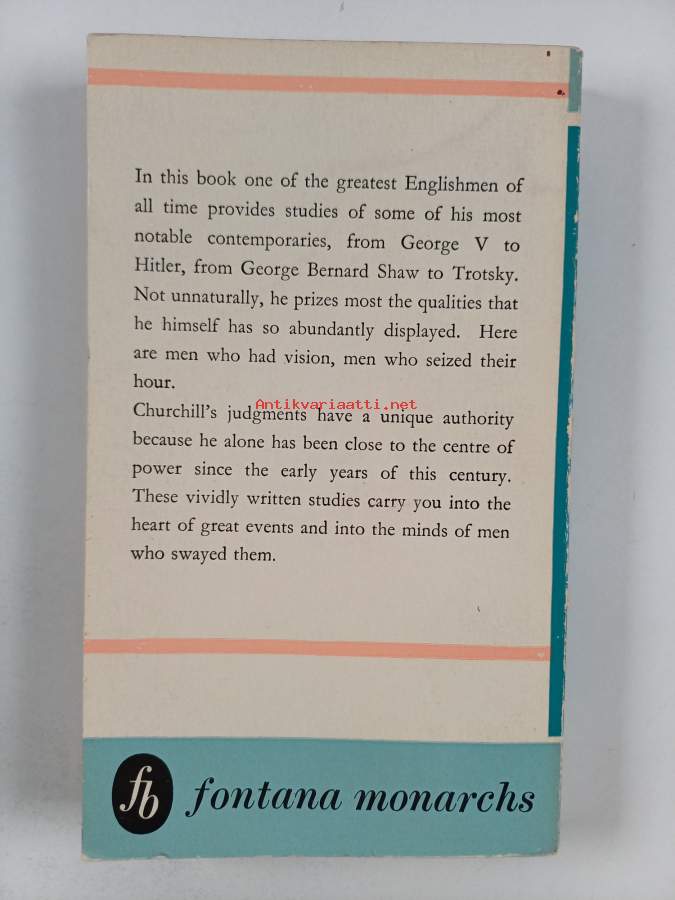 In this book one of the greatest Englishmen of
all time provides studies of some of his most
notable contemporaries, from George V to
Hitler, from George Bernard Shaw to Trotsky.
Not unnaturally, he prizes most the qualities that
he himself has so abundantly displayed. Here
are men who had vision, men who seized their
hour.
Antikvariaatti.net
Churchill's judgments have a unique authority
because he alone has been close to the centre of
power since the early years of this century.
These vividly written studies carry you into the
heart of great events and into the minds of men
who swayed them.
fb fontana monarchs